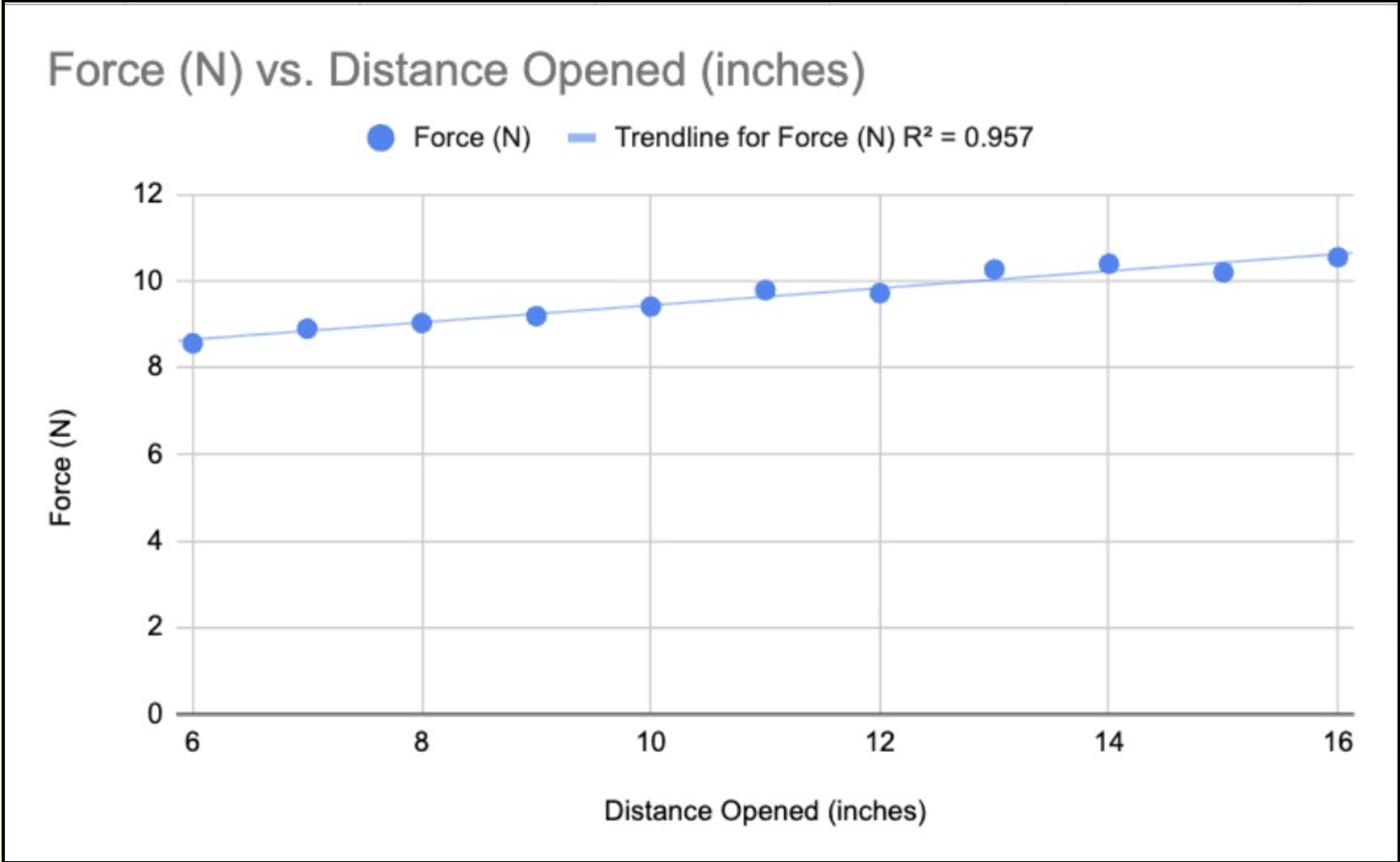 Force (N) vs. Distance Opened (inches)
Force (N) Trendline for Force (N) R² = 0.957
12
10
8
6
4
2
0
Force (N)
6 8 10 12 14 16
Distance Opened (inches)